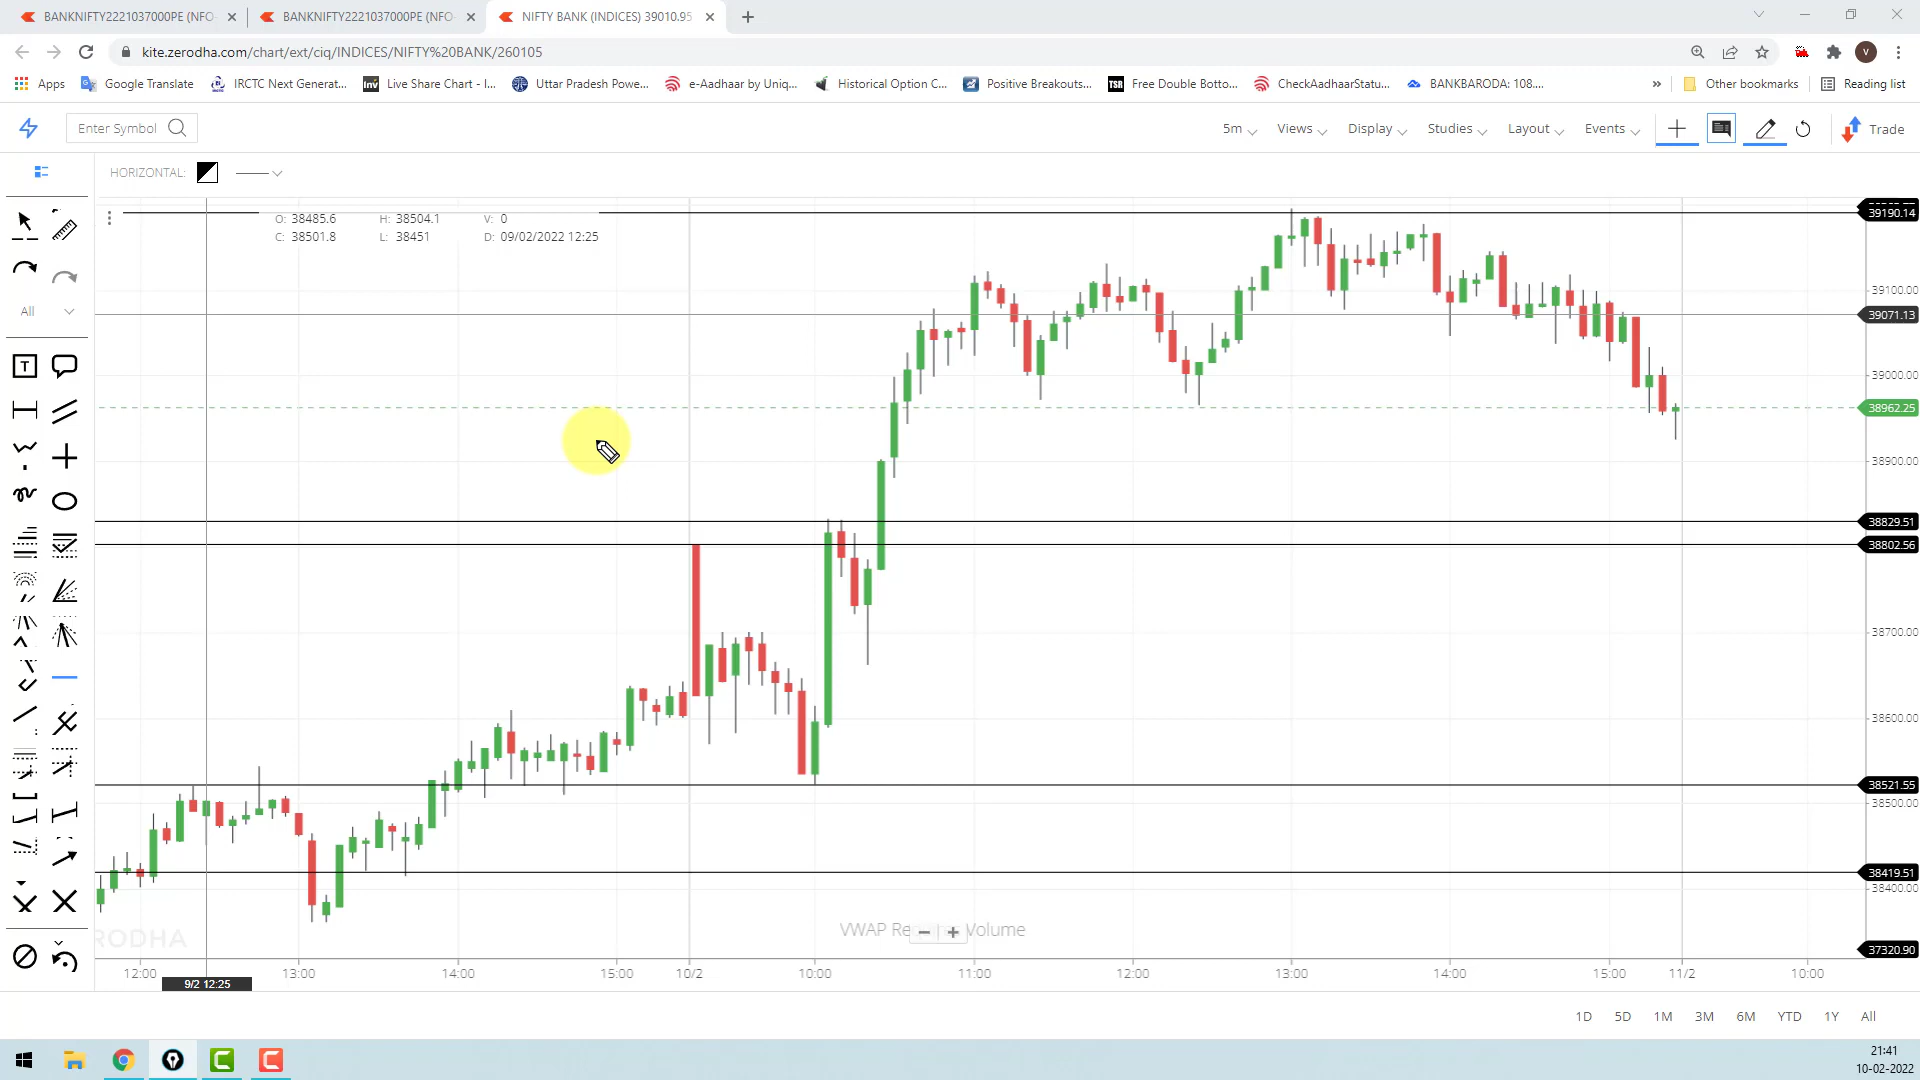 BANKNIFTY2221037000PE (NFO-
BANKNIFTY2221037000PE (NFO-
NIFTY BANK (INDICES) 39010.95
kite.zerodha.com/chart/ext/ciq/INDICES/NIFTY%20BANK/260105
V
Apps
Google Translate
IRCTC Next Generat...
Inv
Live Share Chart - I...
Uttar Pradesh Powe...
e-Aadhaar by Uniq...
Historical Option C...
Positive Breakouts...
TSR
Free Double Botto...
CheckAadhaarStatu...
BANKBARODA: 108....
»
Other bookmarks
Reading list
Enter Symbol
5m
Views
Display
Studies
Layout
Events
Trade
HORIZONTAL:
O: 38485.6 H: 38504.1 V: 0
C: 38501.8 L: 38451 D: 09/02/2022 12:25
All
T
39190.14
39100.00
39071.13
39000.00
38962.25
38900.00
38829.51
38802.56
38700.00
38600.00
38521.55
38500.00
38419.51
38400.00
37320.90
RODHA
VWAP Re
Volume
12:00 13:00 14:00 15:00 10/2 10:00 11:00 12:00 13:00 14:00 15:00 11/2 10:00
9/2 12:25
1D 5D 1M 3M 6M YTD 1Y All
21:41
10-02-2022